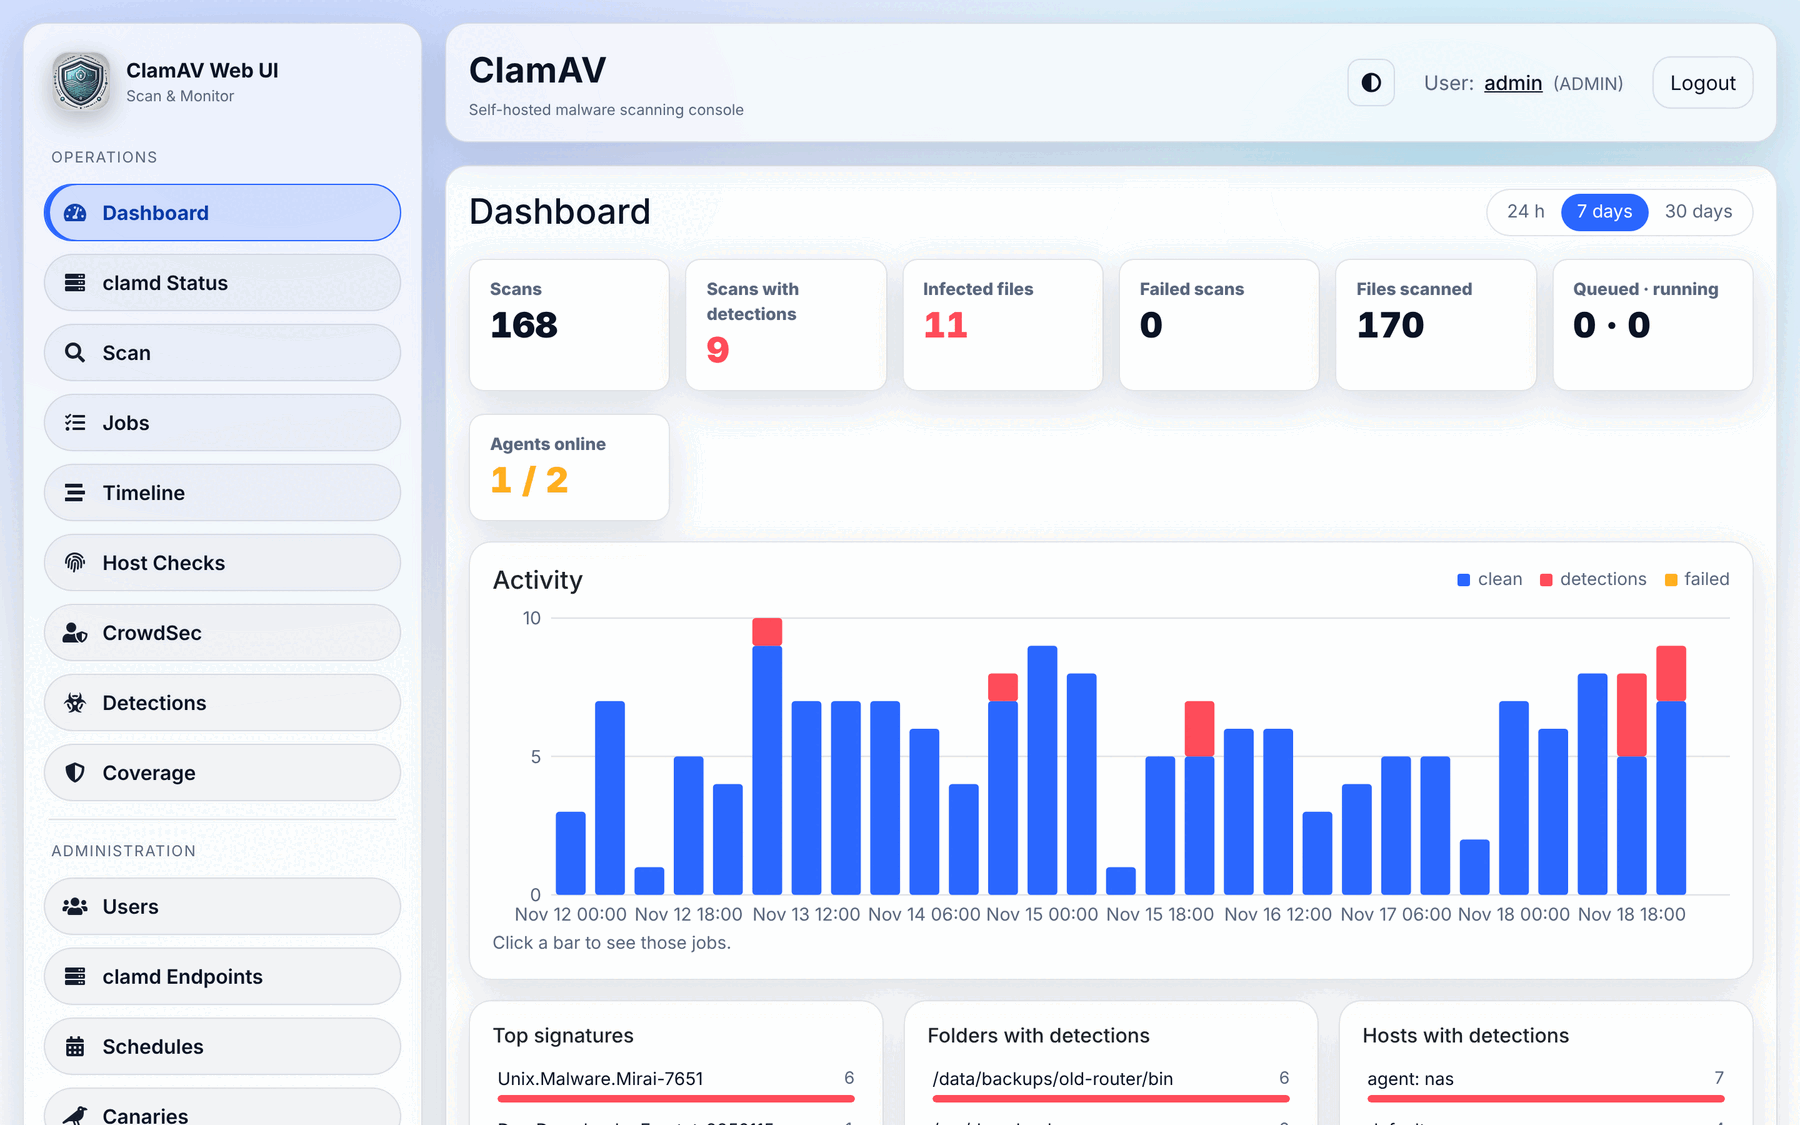 ClamAV Web UI
Scan & Monitor
OPERATIONS
Dashboard
clamd Status
Scan
Jobs
Timeline
Host Checks
CrowdSec
Detections
Coverage
ADMINISTRATION
Users
clamd Endpoints
Schedules
Canaries
ClamAV
Self-hosted malware scanning console
User: admin (ADMIN)
Logout
Dashboard
24 h
7 days
30 days
Scans
168
Scans with
detections
9
Infected files
11
Failed scans
0
Files scanned
170
Queued · running
0 · 0
Agents online
1 / 2
Activity
clean
detections
failed
10
5
0
Nov 12 00:00
Nov 12 18:00
Nov 13 12:00
Nov 14 06:00
Nov 15 00:00
Nov 15 18:00
Nov 16 12:00
Nov 17 06:00
Nov 18 00:00
Nov 18 18:00
Click a bar to see those jobs.
Top signatures
Unix.Malware.Mirai-7651 6
Folders with detections
/data/backups/old-router/bin 6
Hosts with detections
agent: nas 7